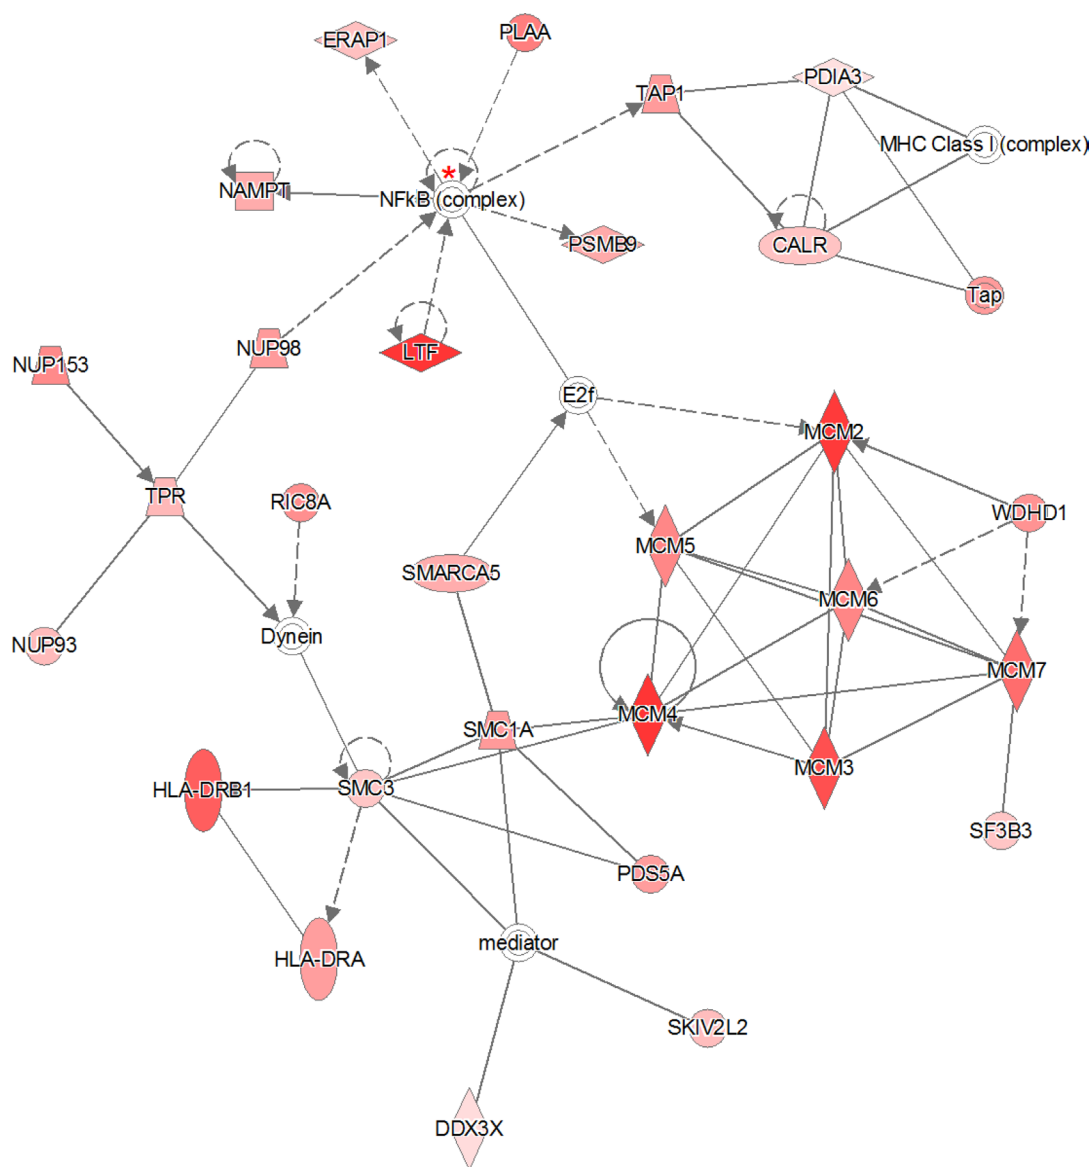 ERAP1
PLAA
TAP1
PDIA3
MHC Class I (complex)
NAMPT
*
NFkB (complex)
PSMB9
CALR
Tap
NUP153
NUP98
LTF
E2f
MCM2
TPR
RIC8A
WDHD1
SMARCA5
MCM5
MCM6
NUP93
Dynein
MCM7
SMC1A
MCM4
MCM3
HLA-DRB1
SMC3
SF3B3
PDS5A
HLA-DRA
mediator
SKIV2L2
DDX3X